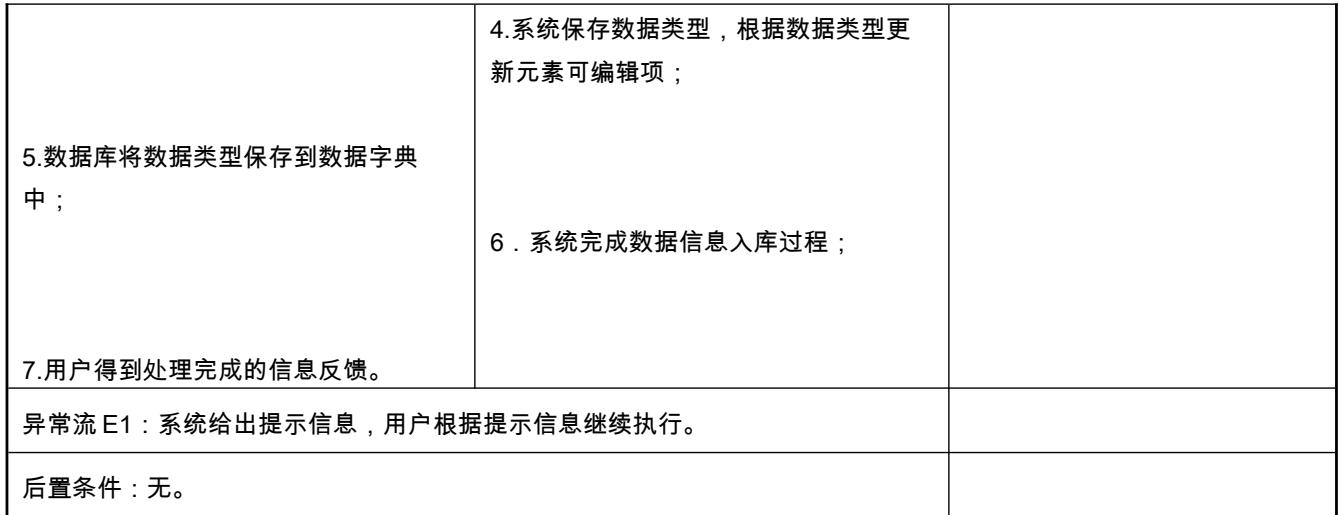 4.系统保存数据类型，根据数据类型更
新元素可编辑项；
5.数据库将数据类型保存到数据字典
中；
6．系统完成数据信息入库过程；
7.用户得到处理完成的信息反馈。
异常流 E1：系统给出提示信息，用户根据提示信息继续执行。
后置条件：无。